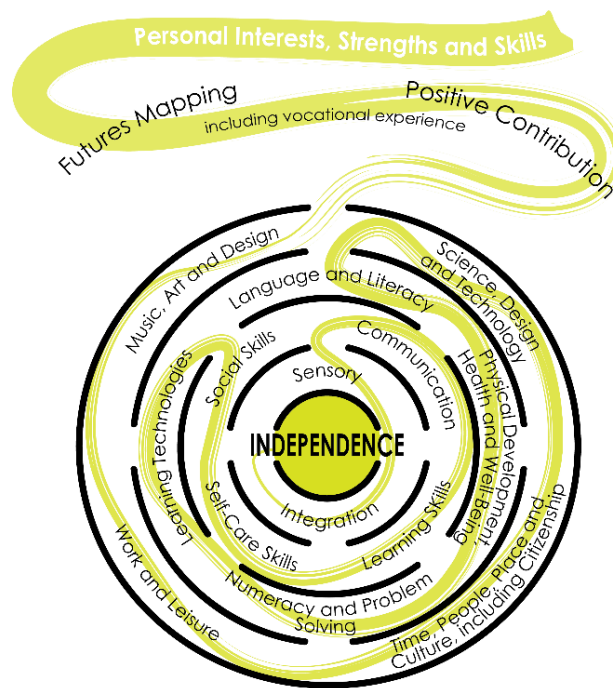 Personal Interests, Strengths and Skills
Futures Mapping
including vocational experience
Positive Contribution
Music, Art and Design
Science, Design
and Technology
Language and Literacy
Social Skills
Communication
Sensory
Learning Technologies
Physical Development
Health and Well-Being
INDEPENDENCE
Integration
Self-Care Skills
Learning Skills
Numeracy and Problem
Solving
Work and Leisure
Time, People, Place and
Culture, including Citizenship